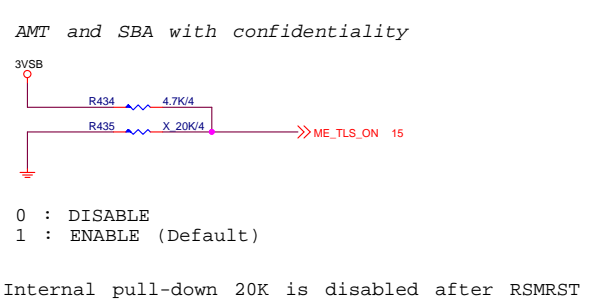 AMT and SBA with confidentiality
3VSB
R434 4.7K/4
R435 X_20K/4
ME_TLS_ON 15
0 : DISABLE
1 : ENABLE (Default)
Internal pull-down 20K is disabled after RSMRST